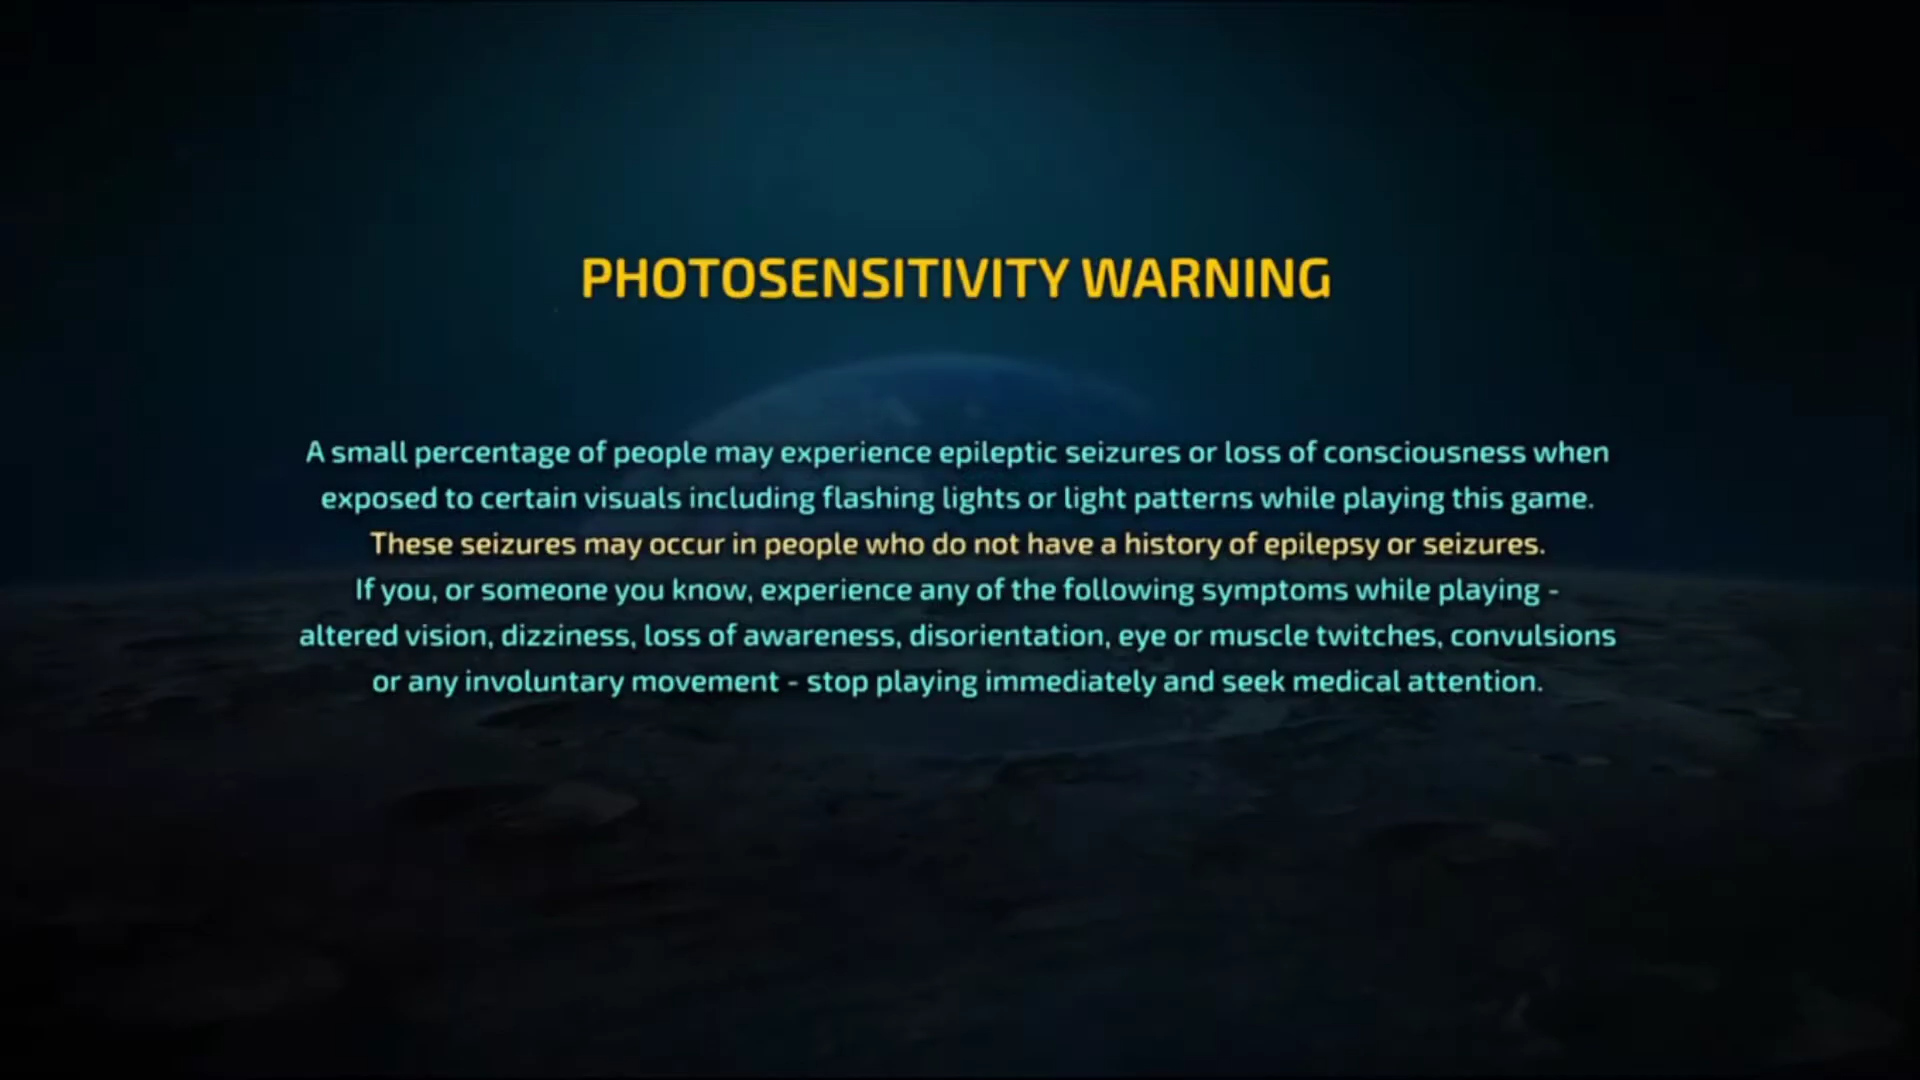 PHOTOSENSITIVITY WARNING
A small percentage of people may experience epileptic seizures or loss of consciousness when
exposed to certain visuals including flashing lights or light patterns while playing this game.
These seizures may occur in people who do not have a history of epilepsy or seizures.
If you, or someone you know, experience any of the following symptoms while playing -
altered vision, dizziness, loss of awareness, disorientation, eye or muscle twitches, convulsions
or any involuntary movement - stop playing immediately and seek medical attention.